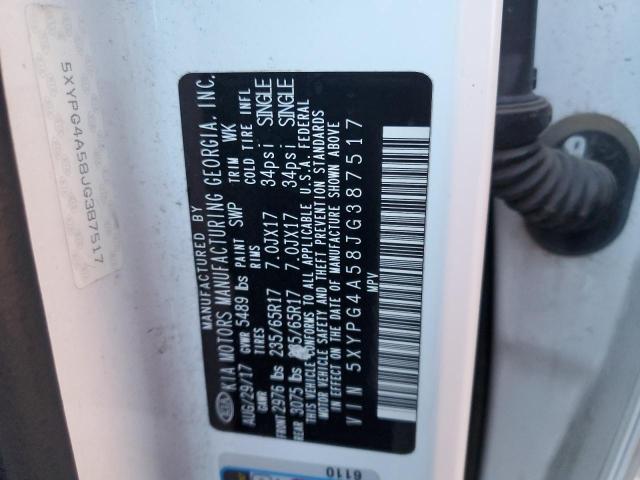 5XYPG4A58JG387517
KIA
MANUFACTURED BY
KIA MOTORS MANUFACTURING GEORGIA, INC.
AUG/29/17 GVWR 5489 lbs PAINT SWP TRIM WK
GAWR TIRES RIMS COLD TIRE INFL
FRONT 2976 lbs 235/65R17 7.0JX17 34psi SINGLE
REAR 3075 lbs 235/65R17 7.0JX17 34psi SINGLE
THIS VEHICLE CONFORMS TO ALL APPLICABLE U.S.A. FEDERAL
MOTOR VEHICLE SAFETY AND THEFT PREVENTION STANDARDS
IN EFFECT ON THE DATE OF MANUFACTURE SHOWN ABOVE.
VIN 5XYPG4A58JG387517
MPV
6110